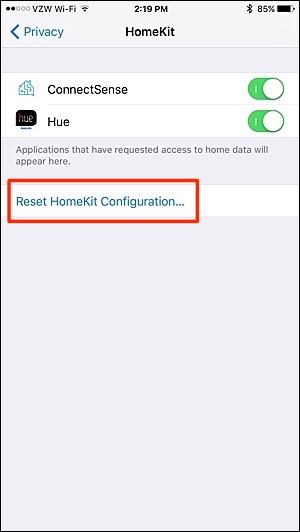 VZW Wi-Fi 2:19 PM 85%
Privacy HomeKit
ConnectSense
hue PHILIPS Hue
Applications that have requested access to home data will
appear here.
Reset HomeKit Configuration...